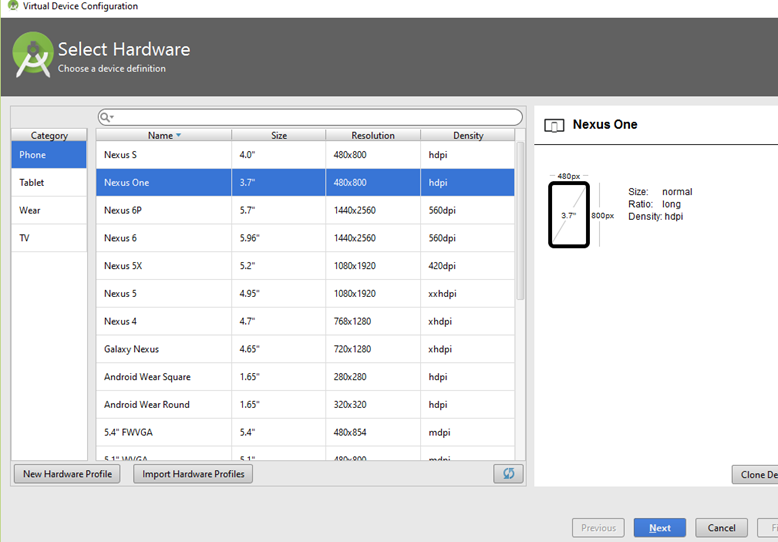 Virtual Device Configuration
Select Hardware
Choose a device definition
Category
Phone
Tablet
Wear
TV
Name Size Resolution Density
Nexus S 4.0" 480x800 hdpi
Nexus One 3.7" 480x800 hdpi
Nexus 6P 5.7" 1440x2560 560dpi
Nexus 6 5.96" 1440x2560 560dpi
Nexus 5X 5.2" 1080x1920 420dpi
Nexus 5 4.95" 1080x1920 xxhdpi
Nexus 4 4.7" 768x1280 xhdpi
Galaxy Nexus 4.65" 720x1280 xhdpi
Android Wear Square 1.65" 280x280 hdpi
Android Wear Round 1.65" 320x320 hdpi
5.4" FWVGA 5.4" 480x854 mdpi
5.1" WVGA 5.1" 480x800 mdpi
New Hardware Profile Import Hardware Profiles
Nexus One
480px
3.7"
800px
Size: normal
Ratio: long
Density: hdpi
Clone De
Previous Next Cancel Fi